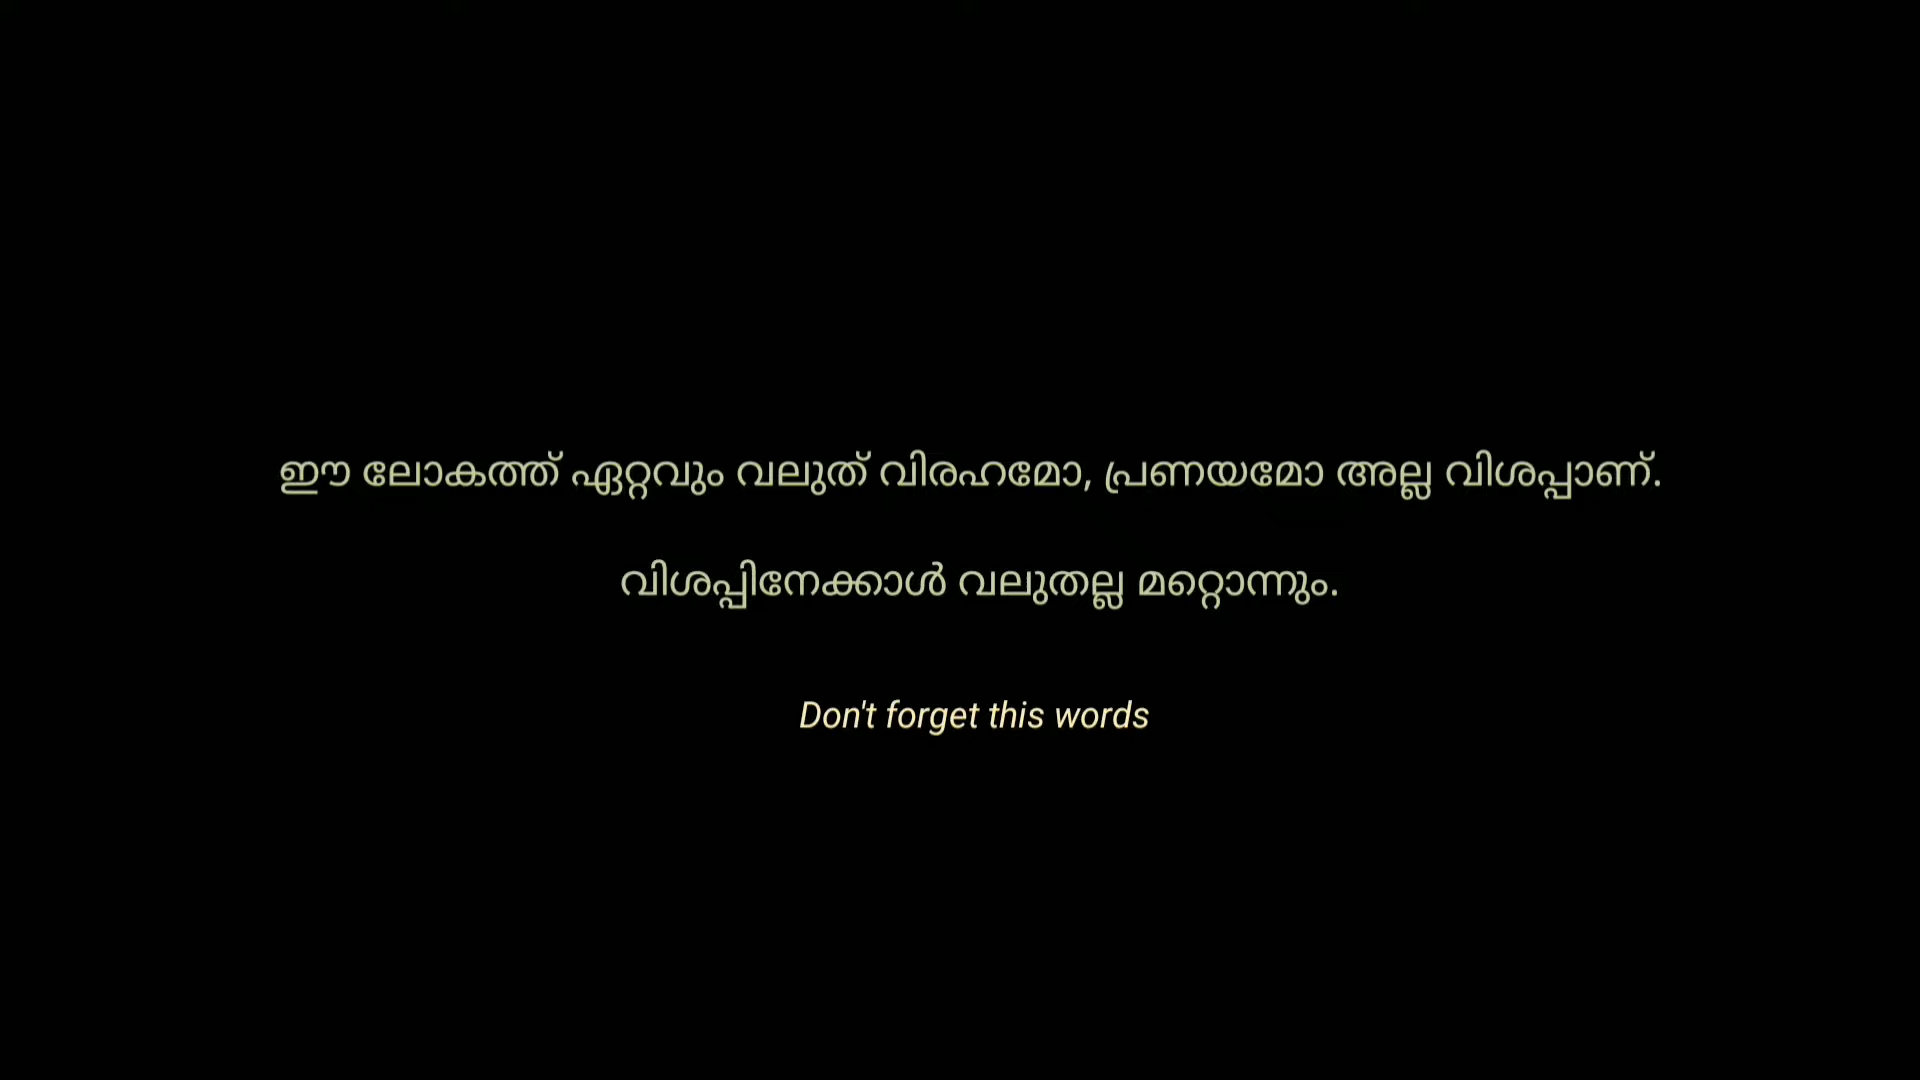 ഈ ലോകത്ത് ഏറ്റവും വലുത് വിരഹമോ, പ്രണയമോ അല്ല വിശപ്പാണ്.
വിശപ്പിനേക്കാൾ വലുതല്ല മറ്റൊന്നും.
Don't forget this words